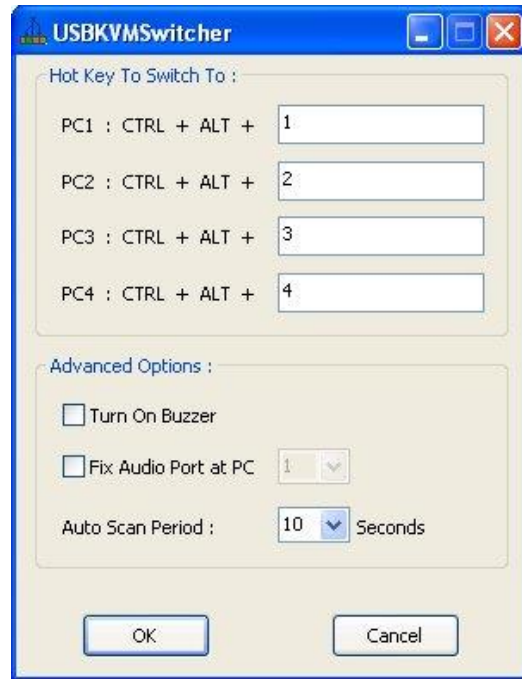 USBKVMSwitcher
Hot Key To Switch To :
PC1 : CTRL + ALT + 1
PC2 : CTRL + ALT + 2
PC3 : CTRL + ALT + 3
PC4 : CTRL + ALT + 4
Advanced Options :
Turn On Buzzer
Fix Audio Port at PC 1
Auto Scan Period : 10 Seconds
OK Cancel